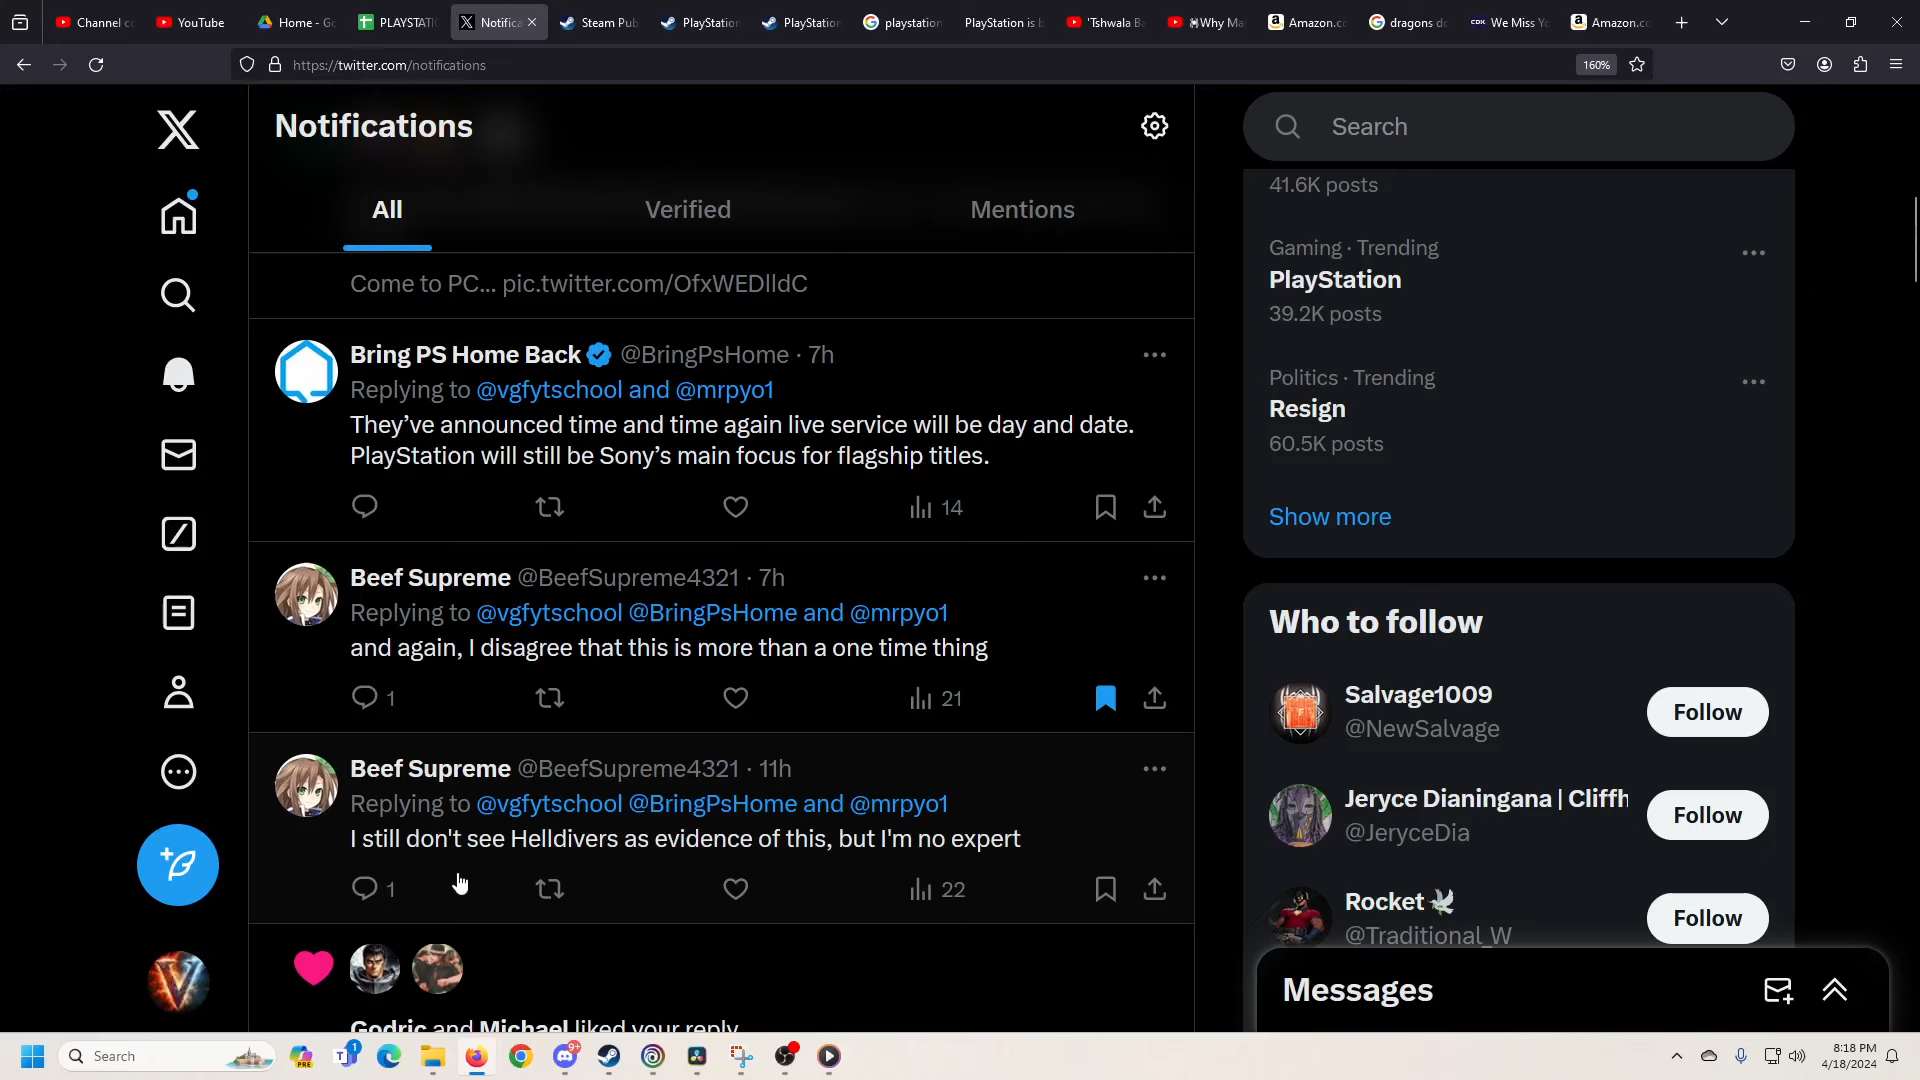 Channel c
YouTube
Home - G
PLAYSTATI
Notifica
Steam Pub
PlayStation
PlayStation
playstation
PlayStation is b
'Tshwala Ba
Why Ma
Amazon.c
dragons do
CDK
We Miss Yo
Amazon.c
https://twitter.com/notifications
160%
Notifications
All
Verified
Mentions
Come to PC... pic.twitter.com/OfxWEDlldC
Bring PS Home Back @BringPsHome · 7h
Replying to @vgfytschool and @mrpyo1
They’ve announced time and time again live service will be day and date.
PlayStation will still be Sony’s main focus for flagship titles.
14
Beef Supreme @BeefSupreme4321 · 7h
Replying to @vgfytschool @BringPsHome and @mrpyo1
and again, I disagree that this is more than a one time thing
1
21
Beef Supreme @BeefSupreme4321 · 11h
Replying to @vgfytschool @BringPsHome and @mrpyo1
I still don't see Helldivers as evidence of this, but I'm no expert
1
22
Godric and Michael liked your reply
Search
41.6K posts
Gaming · Trending
PlayStation
39.2K posts
Politics · Trending
Resign
60.5K posts
Show more
Who to follow
Salvage1009
@NewSalvage
Follow
Jeryce Dianingana | Cliffh
@JeryceDia
Follow
Rocket
@Traditional_W
Follow
Messages
Search
PRE
1
9+
8:18 PM
4/18/2024